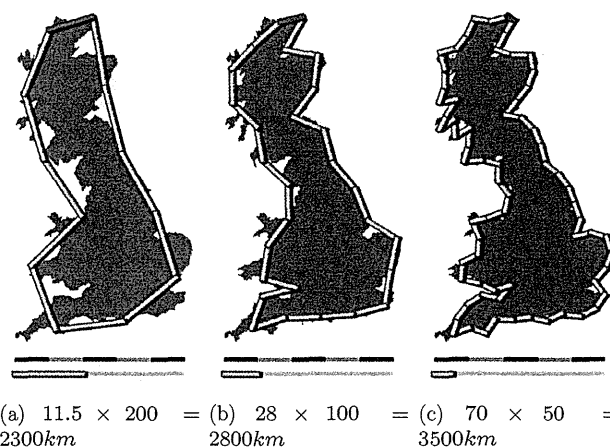 (a) 11.5 × 200 = (b) 28 × 100 = (c) 70 × 50 =
2300km 2800km 3500km